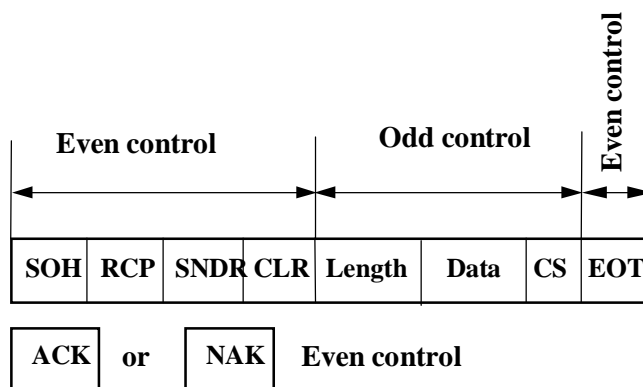 Even control
Odd control
Even control
SOH RCP SNDR CLR Length Data CS EOT
ACK or NAK Even control